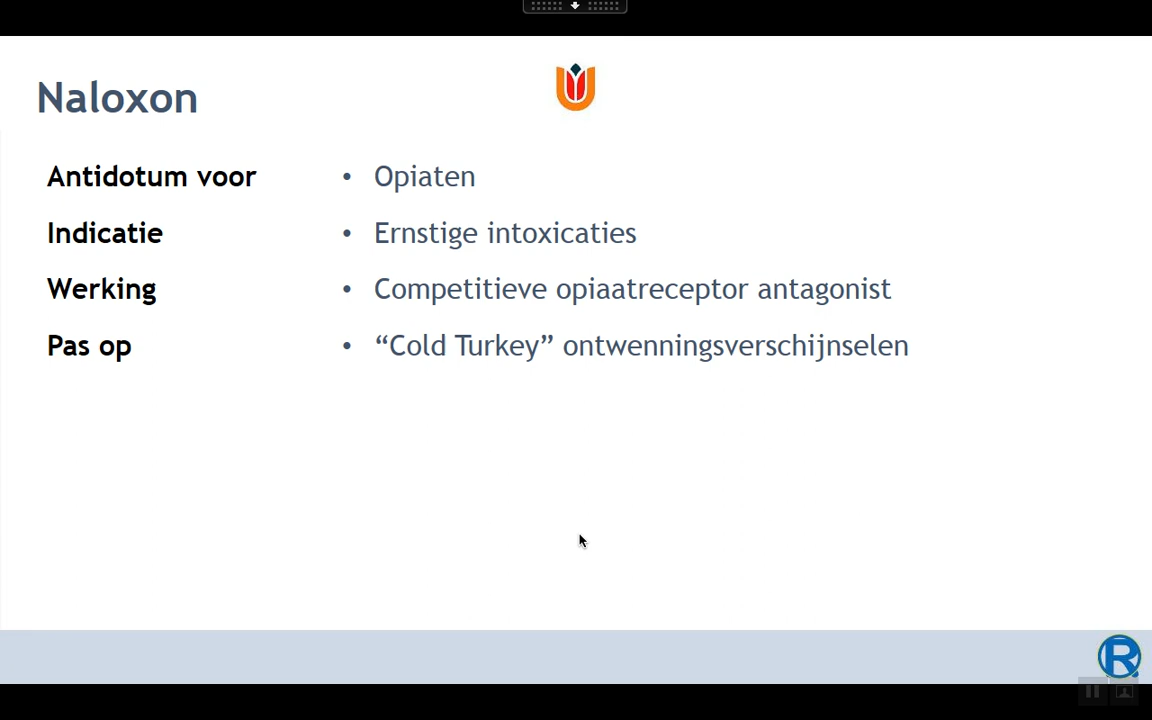 Naloxon
Antidotum voor • Opiaten
Indicatie • Ernstige intoxicaties
Werking • Competitieve opiaatreceptor antagonist
Pas op • “Cold Turkey” ontwenningsverschijnselen
R